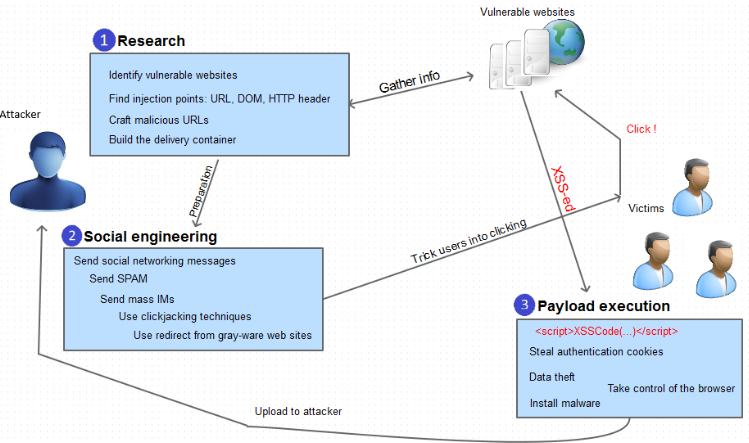 Vulnerable websites
1 Research
Identify vulnerable websites
Find injection points: URL, DOM, HTTP header
Craft malicious URLs
Build the delivery container
Gather info
Attacker
Click !
XSS-ed
Preparation
Victims
2 Social engineering
Send social networking messages
Send SPAM
Send mass IMs
Use clickjacking techniques
Use redirect from gray-ware web sites
Trick users into clicking
3 Payload execution
<script>XSSCode(...)</script>
Steal authentication cookies
Data theft
Take control of the browser
Install malware
Upload to attacker